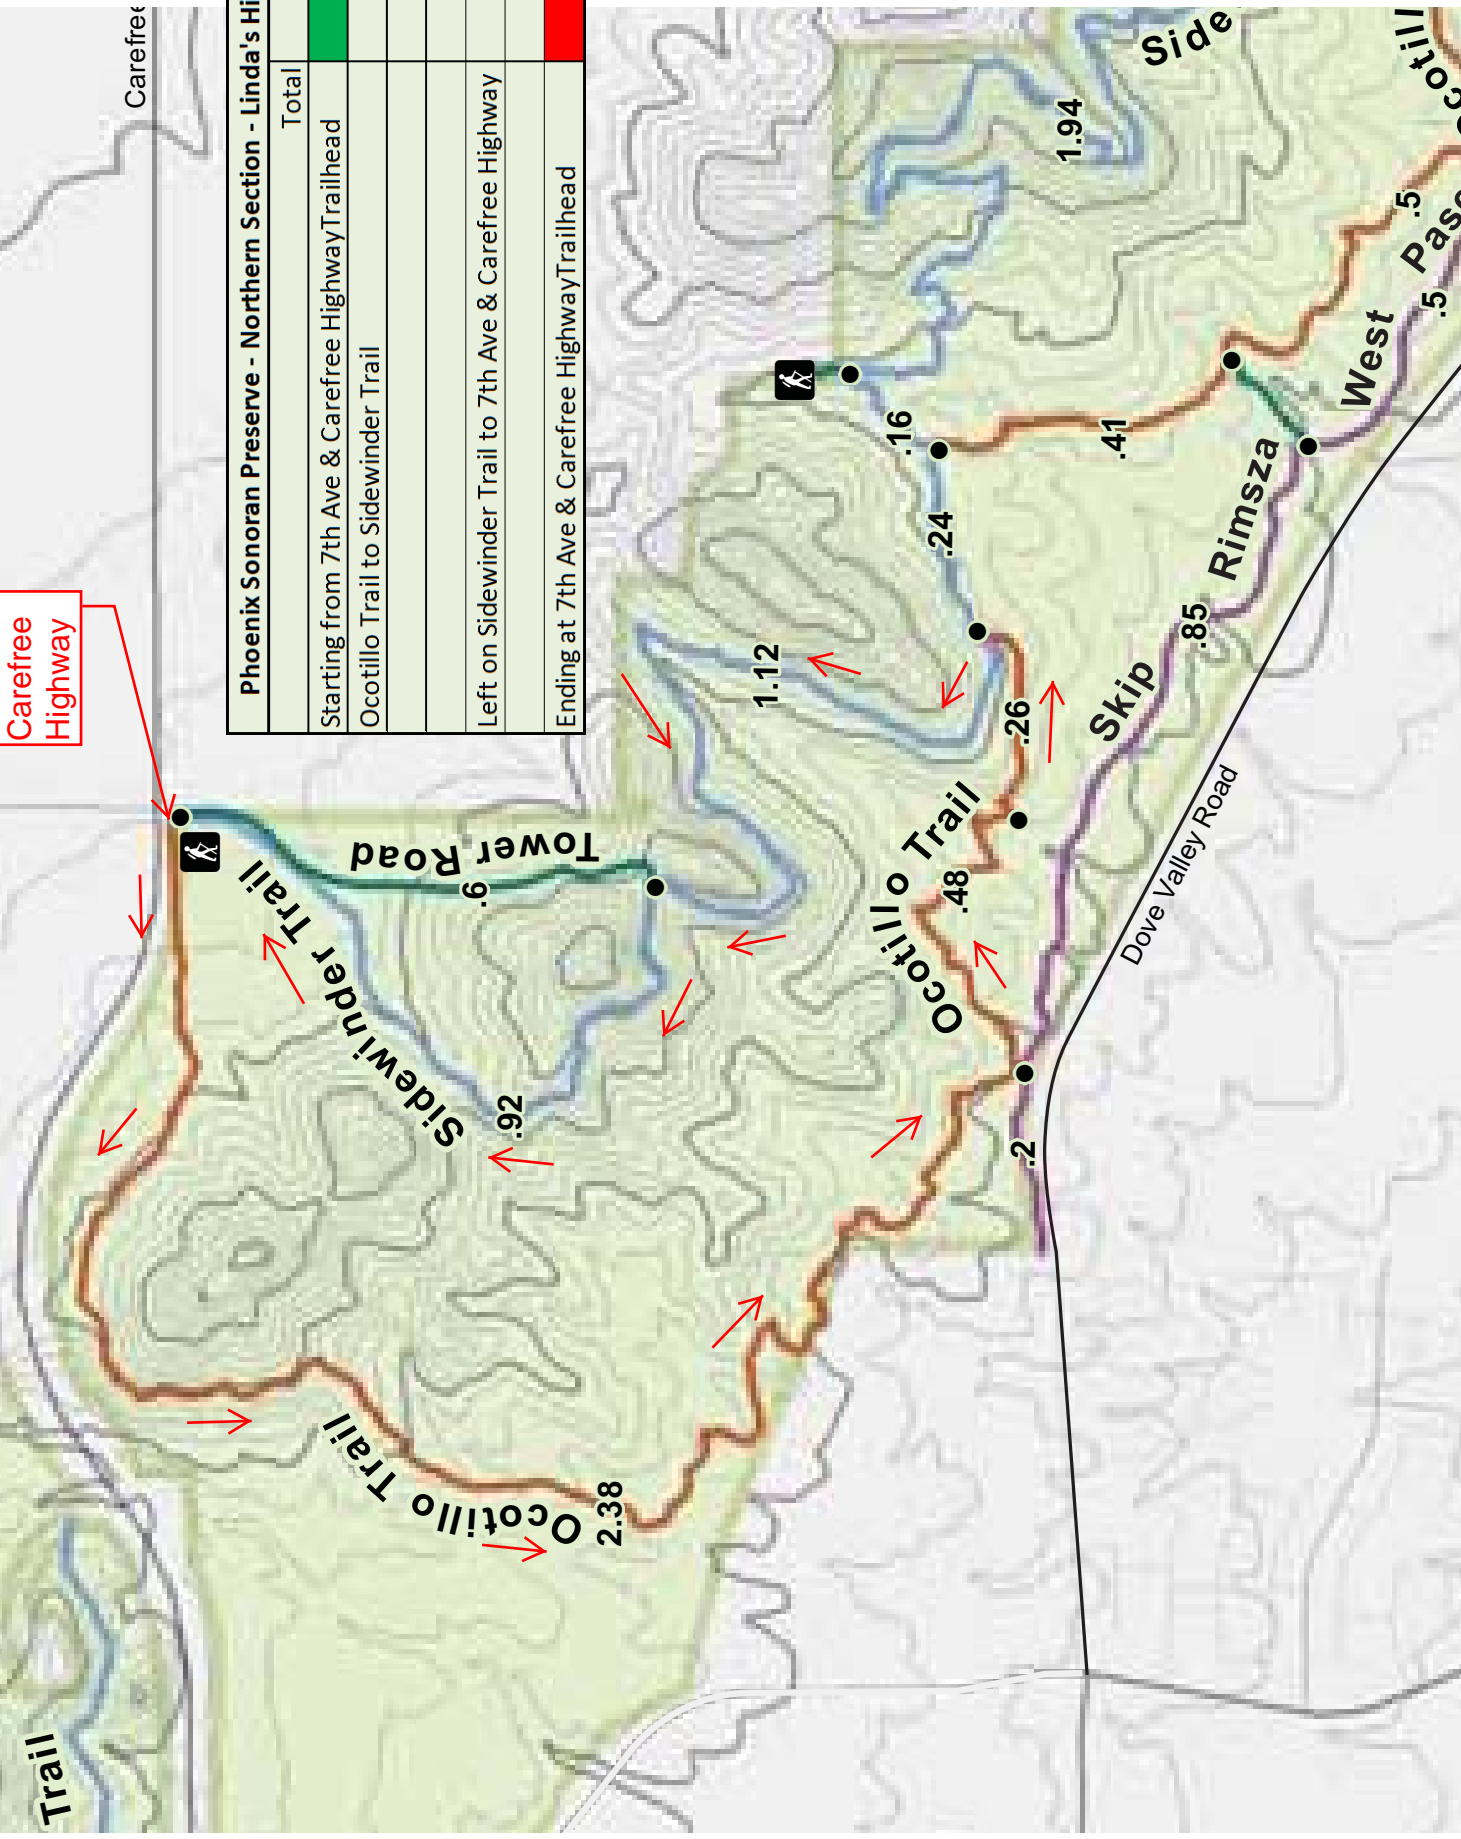 Carefree
Carefree
Highway
Phoenix Sonoran Preserve - Northern Section - Linda's Hi
Total
Starting from 7th Ave & Carefree HighwayTrailhead
Ocotillo Trail to Sidewinder Trail
Left on Sidewinder Trail to 7th Ave & Carefree Highway
Ending at 7th Ave & Carefree HighwayTrailhead
Side
cotill
1.94
.5
.5
West
Paso
.16
.41
.24
Rimsza
.85
Skip
1.12
.26
Dove Valley Road
Ocotillo Trail
.48
Tower Road
.9
Sidewinder Trail
.92
.2
Ocotillo Trail
2.38
Trail